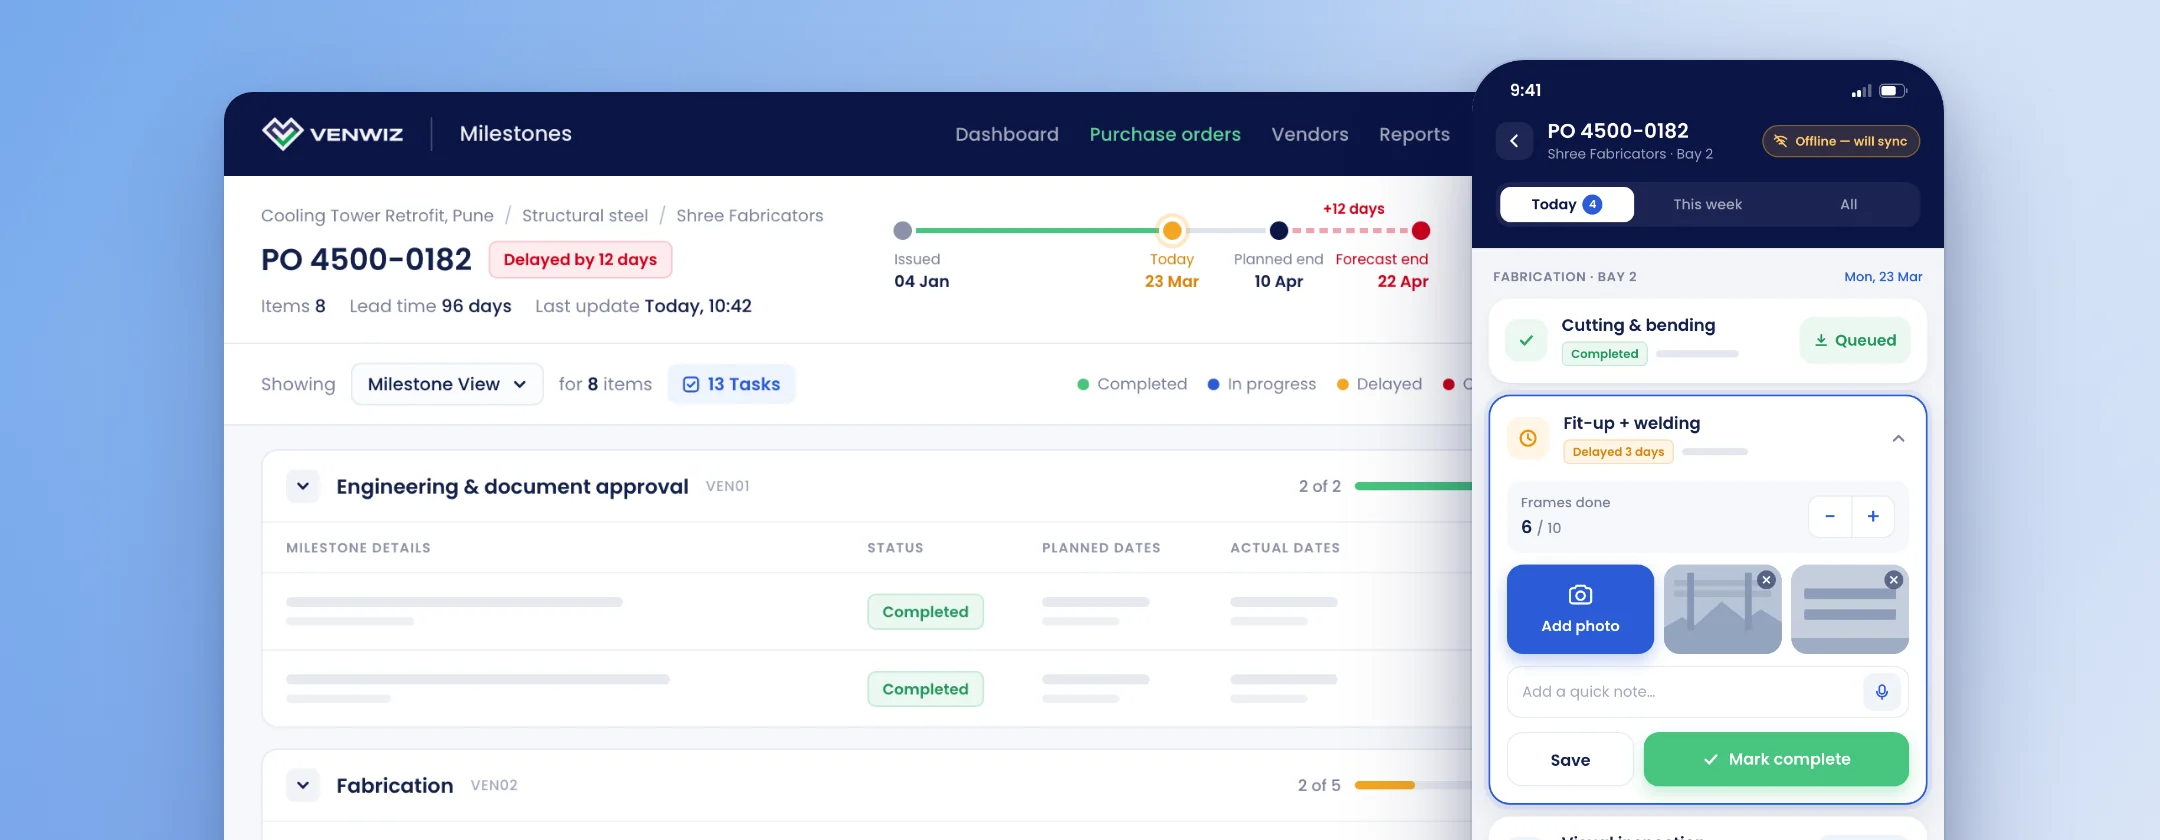 VENWIZ
Milestones
Dashboard Purchase orders Vendors Reports
Cooling Tower Retrofit, Pune / Structural steel / Shree Fabricators
PO 4500-0182 Delayed by 12 days
Items 8 Lead time 96 days Last update Today, 10:42
+12 days
Issued Today Planned end Forecast end
04 Jan 23 Mar 10 Apr 22 Apr
Showing Milestone View for 8 items 13 Tasks
Completed In progress Delayed
Engineering & document approval VEN01 2 of 2
MILESTONE DETAILS STATUS PLANNED DATES ACTUAL DATES
Completed
Completed
Fabrication VEN02 2 of 5
9:41
PO 4500-0182
Shree Fabricators · Bay 2
Offline — will sync
Today 4 This week All
FABRICATION · BAY 2 Mon, 23 Mar
Cutting & bending
Completed
Queued
Fit-up + welding
Delayed 3 days
Frames done
6 / 10
− +
Add photo
Add a quick note...
Save Mark complete